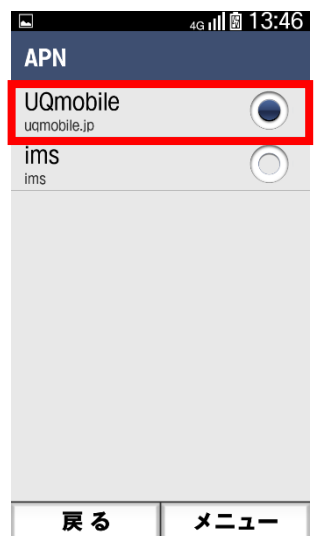 4G 13:46
APN
UQmobile
uqmobile.jp
ims
ims
戻る メニュー